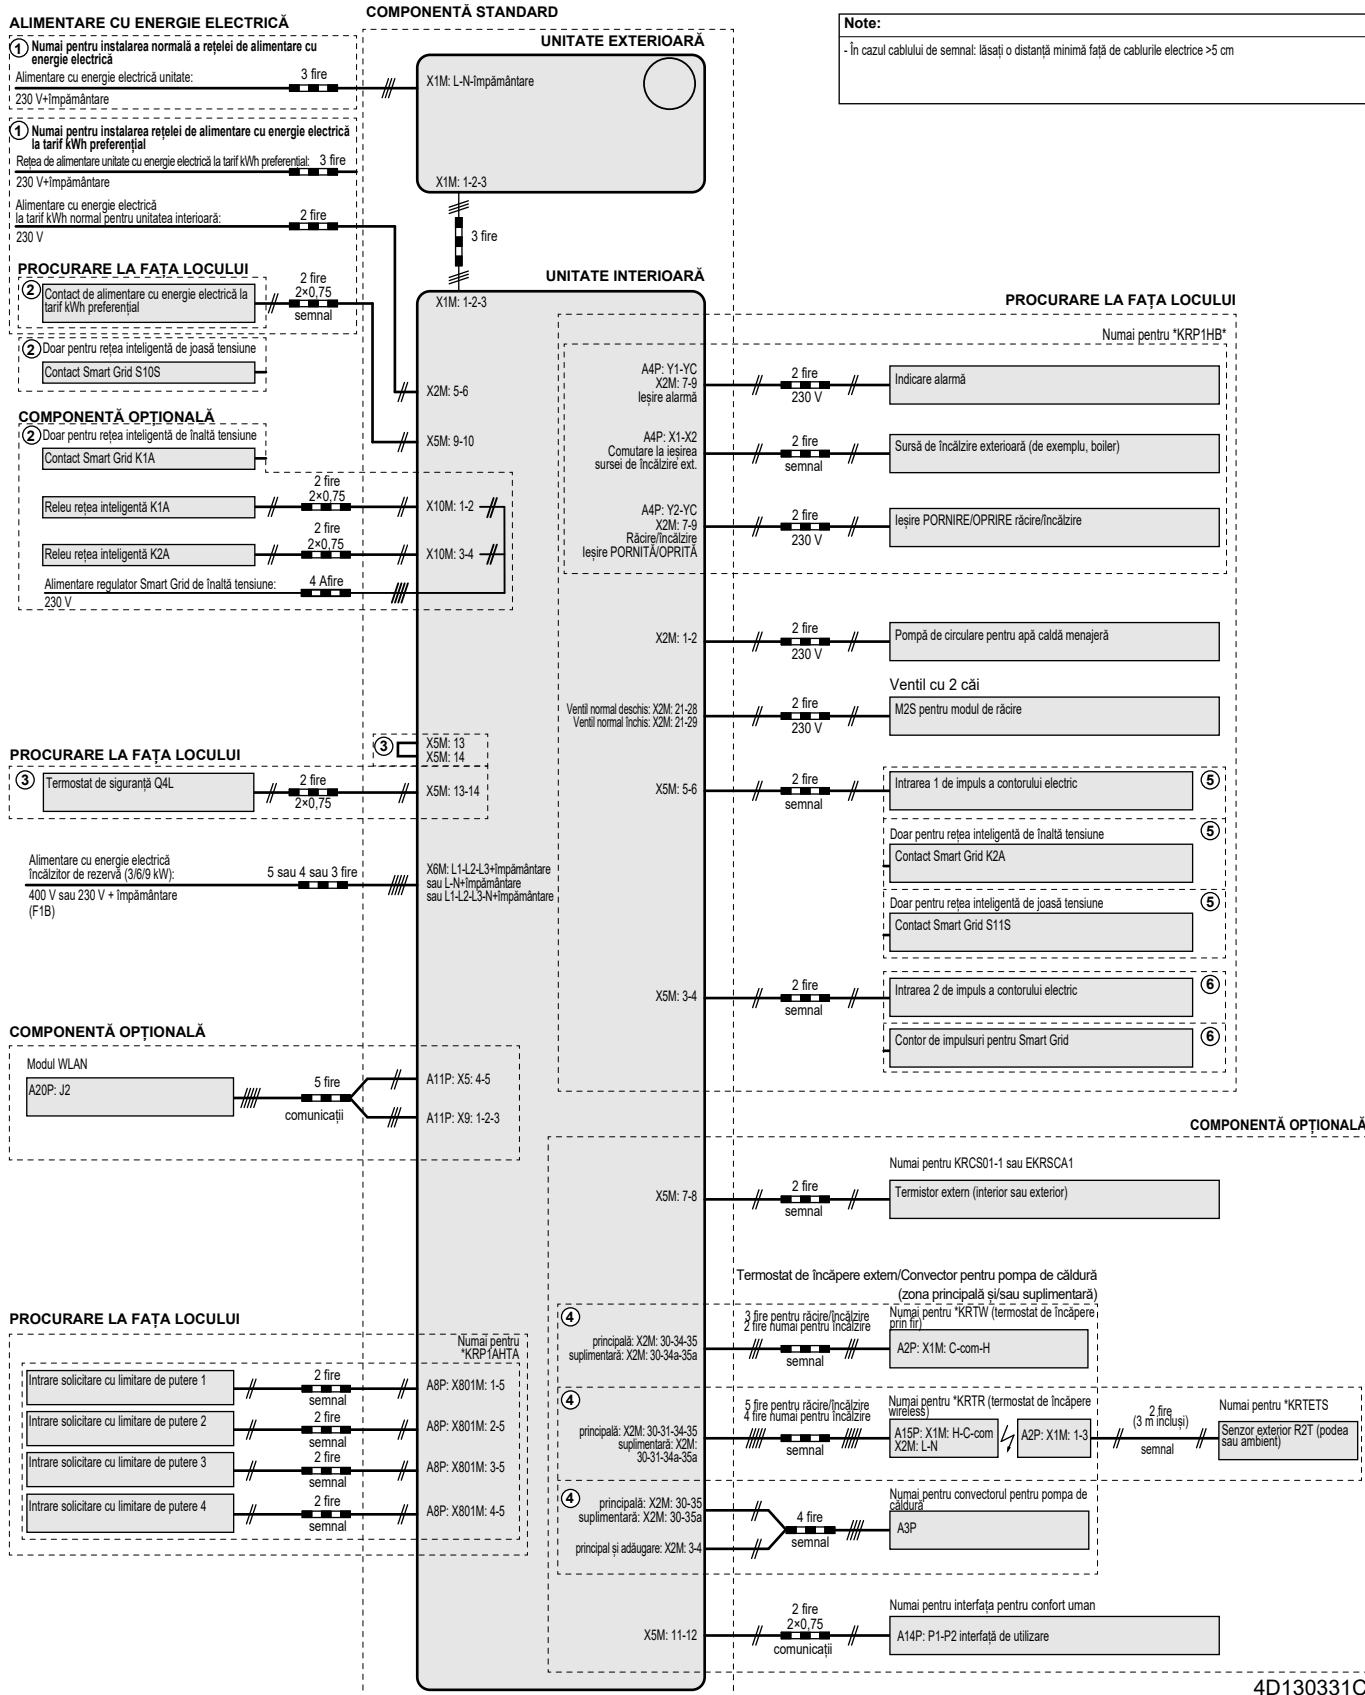 ALIMENTARE CU ENERGIE ELECTRICĂ
1 Numai pentru instalarea normală a rețelei de alimentare cu
energie electrică
Alimentare cu energie electrică unitate:
3 fire
230 V+împământare
1 Numai pentru instalarea rețelei de alimentare cu energie electrică
la tarif kWh preferențial
Rețea de alimentare unitate cu energie electrică la tarif kWh preferențial: 3 fire
230 V+împământare
Alimentare cu energie electrică
la tarif kWh normal pentru unitatea interioară:
2 fire
230 V
PROCURARE LA FAȚA LOCULUI
2 Contact de alimentare cu energie electrică la
tarif kWh preferențial
2 fire
2×0,75
semnal
2 Doar pentru rețea inteligentă de joasă tensiune
Contact Smart Grid S10S
COMPONENTĂ OPȚIONALĂ
2 Doar pentru rețea inteligentă de înaltă tensiune
Contact Smart Grid K1A
Releu rețea inteligentă K1A
2 fire
2×0,75
Releu rețea inteligentă K2A
2 fire
2×0,75
Alimentare regulator Smart Grid de înaltă tensiune:
4 Afire
230 V
PROCURARE LA FAȚA LOCULUI
3 Termostat de siguranță Q4L
2 fire
2×0,75
Alimentare cu energie electrică
încălzitor de rezervă (3/6/9 kW):
5 sau 4 sau 3 fire
400 V sau 230 V + împământare
(F1B)
COMPONENTĂ OPȚIONALĂ
Modul WLAN
A20P: J2
5 fire
comunicații
PROCURARE LA FAȚA LOCULUI
Numai pentru
*KRP1AHTA
Intrare solicitare cu limitare de putere 1
2 fire
semnal
A8P: X801M: 1-5
Intrare solicitare cu limitare de putere 2
2 fire
semnal
A8P: X801M: 2-5
Intrare solicitare cu limitare de putere 3
2 fire
semnal
A8P: X801M: 3-5
Intrare solicitare cu limitare de putere 4
2 fire
semnal
A8P: X801M: 4-5
COMPONENTĂ STANDARD
UNITATE EXTERIOARĂ
X1M: L-N-împământare
X1M: 1-2-3
3 fire
UNITATE INTERIOARĂ
X1M: 1-2-3
X2M: 5-6
X5M: 9-10
X10M: 1-2
X10M: 3-4
3
X5M: 13
X5M: 14
X5M: 13-14
X6M: L1-L2-L3+împământare
sau L-N+împământare
sau L1-L2-L3-N+împământare
A11P: X5: 4-5
A11P: X9: 1-2-3
Note:
- În cazul cablului de semnal: lăsați o distanță minimă față de cablurile electrice >5 cm
PROCURARE LA FAȚA LOCULUI
Numai pentru *KRP1HB*
A4P: Y1-YC
X2M: 7-9
Ieșire alarmă
2 fire
230 V
Indicare alarmă
A4P: X1-X2
Comutare la ieșirea
sursei de încălzire ext.
2 fire
semnal
Sursă de încălzire exterioară (de exemplu, boiler)
A4P: Y2-YC
X2M: 7-9
Răcire/încălzire
Ieșire PORNITĂ/OPRITĂ
2 fire
230 V
Ieșire PORNIRE/OPRIRE răcire/încălzire
X2M: 1-2
2 fire
230 V
Pompă de circulare pentru apă caldă menajeră
Ventil cu 2 căi
Ventil normal deschis: X2M: 21-28
Ventil normal închis: X2M: 21-29
2 fire
230 V
M2S pentru modul de răcire
X5M: 5-6
2 fire
semnal
Intrarea 1 de impuls a contorului electric
5
Doar pentru rețea inteligentă de înaltă tensiune
5
Contact Smart Grid K2A
Doar pentru rețea inteligentă de joasă tensiune
5
Contact Smart Grid S11S
X5M: 3-4
2 fire
semnal
Intrarea 2 de impuls a contorului electric
6
Contor de impulsuri pentru Smart Grid
6
COMPONENTĂ OPȚIONALĂ
Numai pentru KRCS01-1 sau EKRSCA1
X5M: 7-8
2 fire
semnal
Termistor extern (interior sau exterior)
Termostat de încăpere extern/Convector pentru pompa de căldură
(zona principală și/sau suplimentară)
4
principală: X2M: 30-34-35
suplimentară: X2M: 30-34a-35a
3 fire pentru răcire/încălzire
2 fire numai pentru încălzire
semnal
Numai pentru *KRTW (termostat de încăpere
prin fir)
A2P: X1M: C-com-H
4
principală: X2M: 30-31-34-35
suplimentară: X2M:
30-31-34a-35a
5 fire pentru răcire/încălzire
4 fire numai pentru încălzire
semnal
Numai pentru *KRTR (termostat de încăpere
wireless)
A15P: X1M: H-C-com
X2M: L-N
A2P: X1M: 1-3
2 fire
(3 m incluși)
semnal
Numai pentru *KRTETS
Senzor exterior R2T (podea
sau ambient)
4
principală: X2M: 30-35
suplimentară: X2M: 30-35a
principal și adăugare: X2M: 3-4
4 fire
semnal
Numai pentru convectorul pentru pompa de
căldură
A3P
X5M: 11-12
2 fire
2×0,75
comunicații
Numai pentru interfața pentru confort uman
A14P: P1-P2 interfață de utilizare
4D130331C